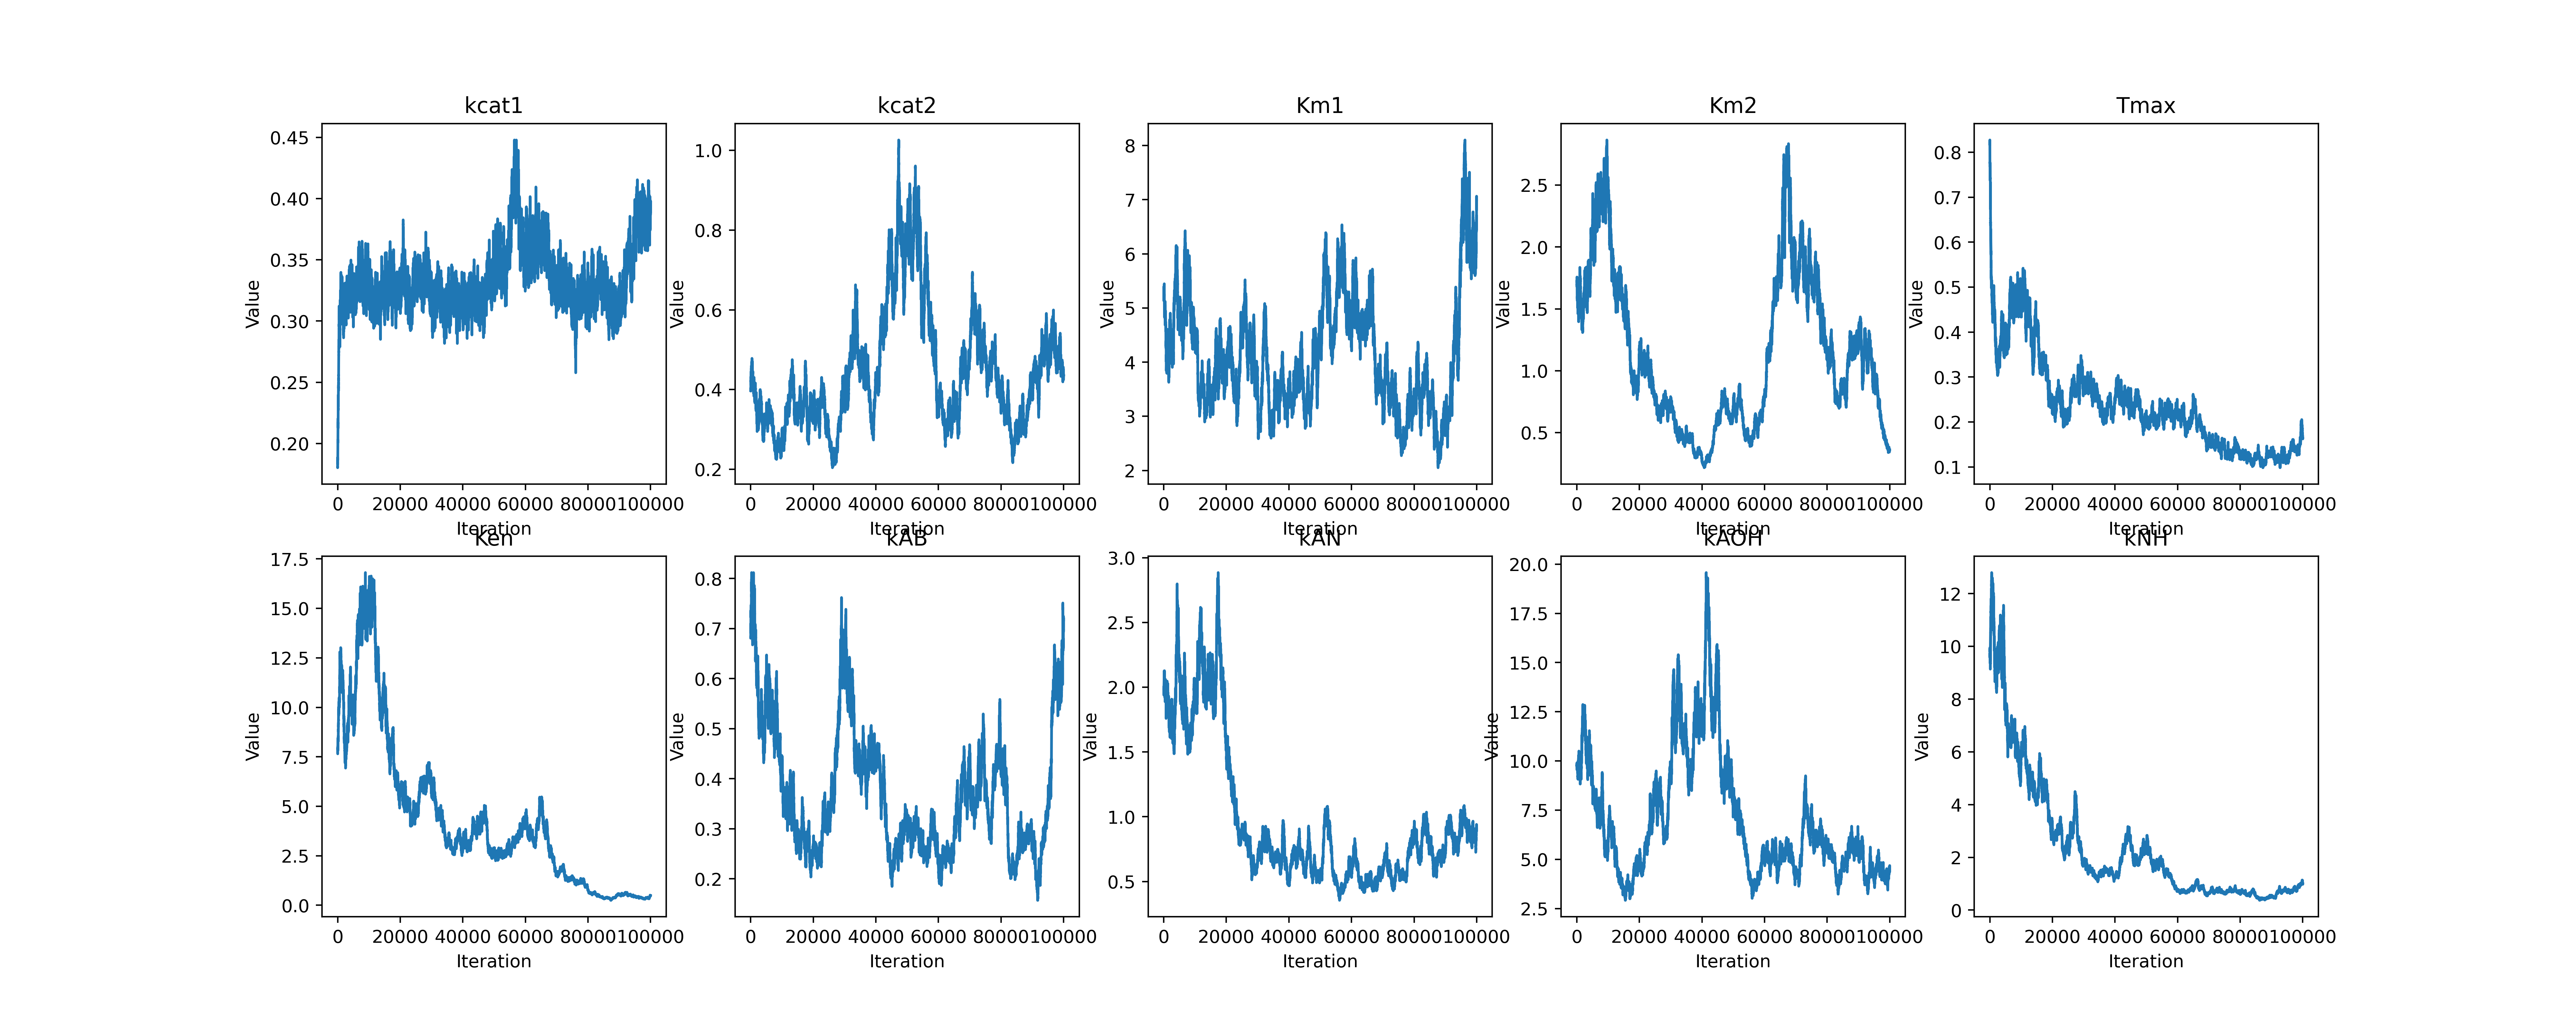 kcat1 kcat2 Km1 Km2 Tmax
0.45 1.0 8 2.5 0.8
0.40 0.8 7 2.0 0.7
0.35 0.6 6 1.5 0.6
0.30 0.4 5 1.0 0.5
0.25 0.2 4 0.5 0.4
0.20 3 0.3
2 0.2
0.1
Value Value Value Value Value
0 20000 40000 60000 80000100000 0 20000 40000 60000 80000100000 0 20000 40000 60000 80000100000 0 20000 40000 60000 80000100000 0 20000 40000 60000 80000100000
Iteration Iteration Iteration Iteration Iteration
Ken kAB kAN kAOH kNH
17.5 0.8 3.0 20.0 12
15.0 0.7 2.5 17.5 10
12.5 0.6 2.0 15.0 8
10.0 0.5 1.5 12.5 6
7.5 0.4 1.0 10.0 4
5.0 0.3 0.5 7.5 2
2.5 0.2 5.0 0
0.0 2.5
Value Value Value Value Value
0 20000 40000 60000 80000100000 0 20000 40000 60000 80000100000 0 20000 40000 60000 80000100000 0 20000 40000 60000 80000100000 0 20000 40000 60000 80000100000
Iteration Iteration Iteration Iteration Iteration